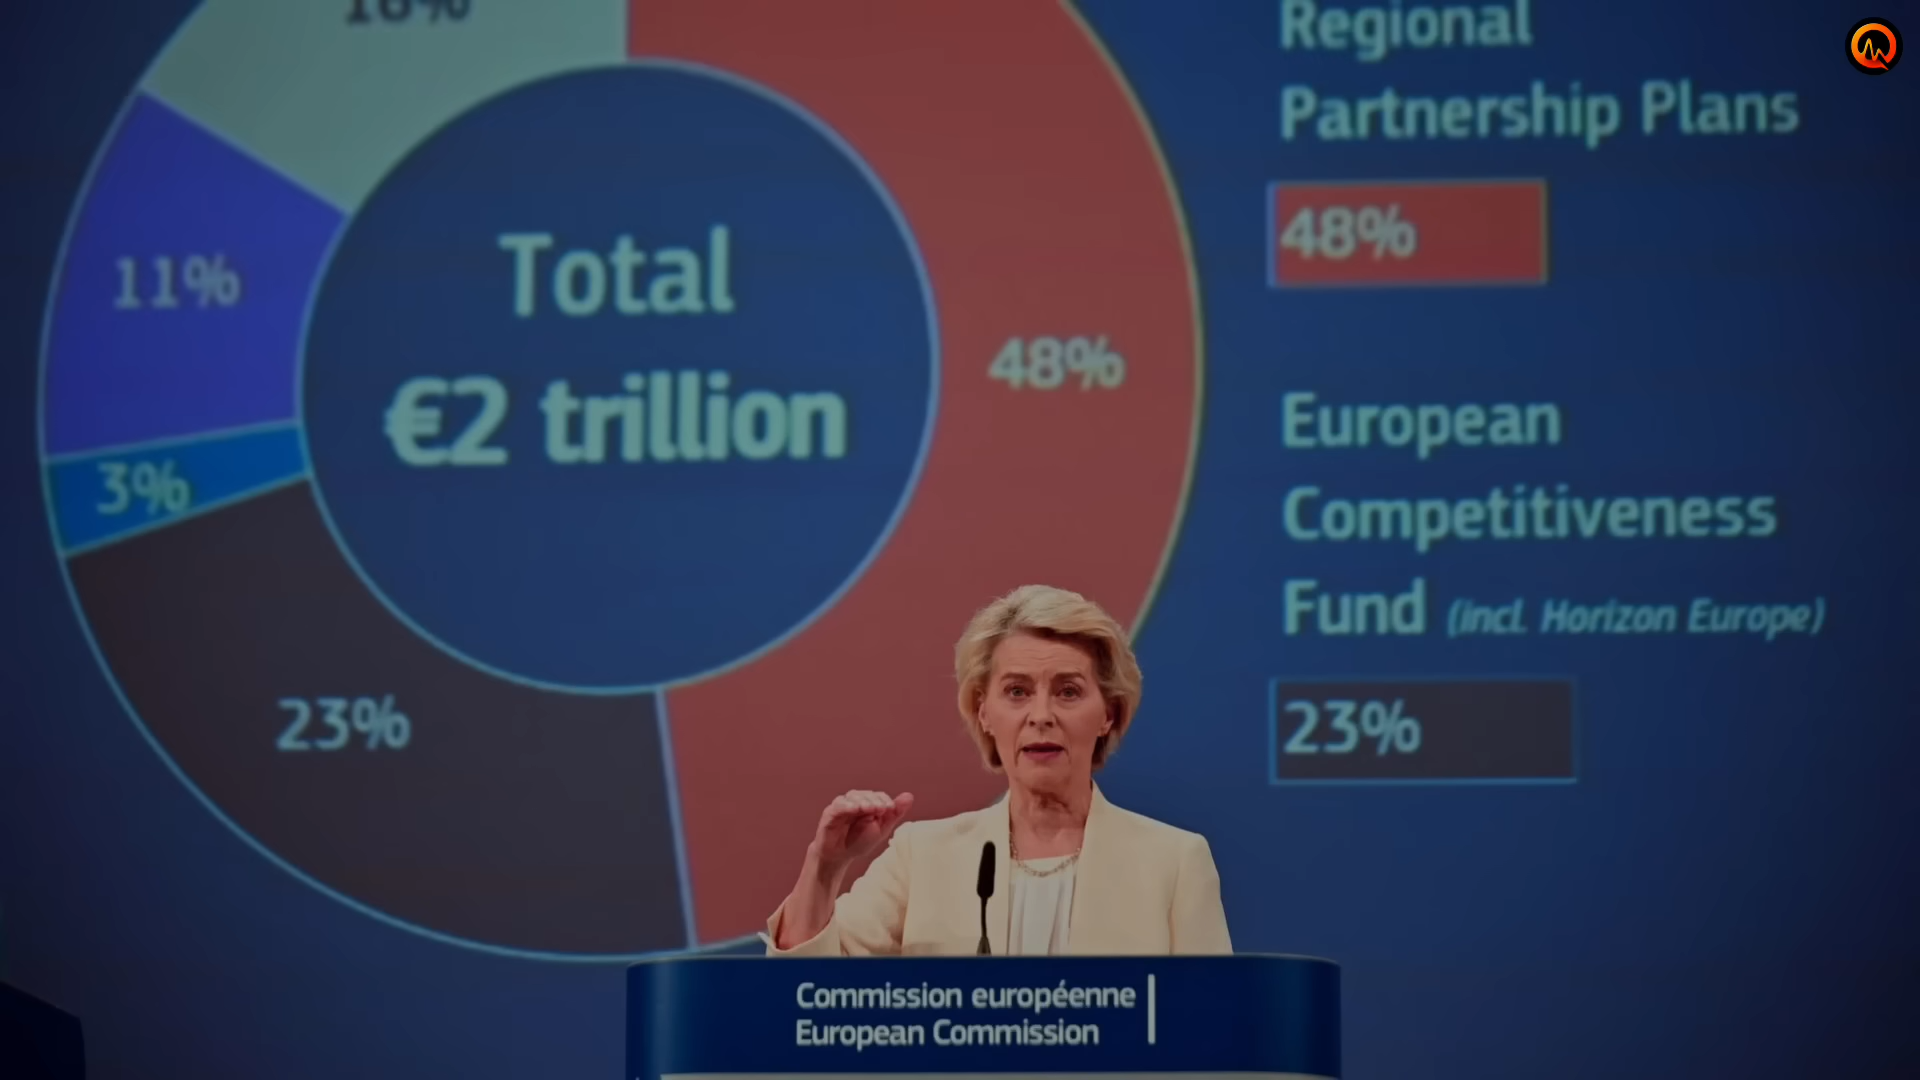 11%
3%
23%
48%
Total
€2 trillion
Regional
Partnership Plans
48%
European
Competitiveness
Fund (incl. Horizon Europe)
23%
Commission européenne
European Commission